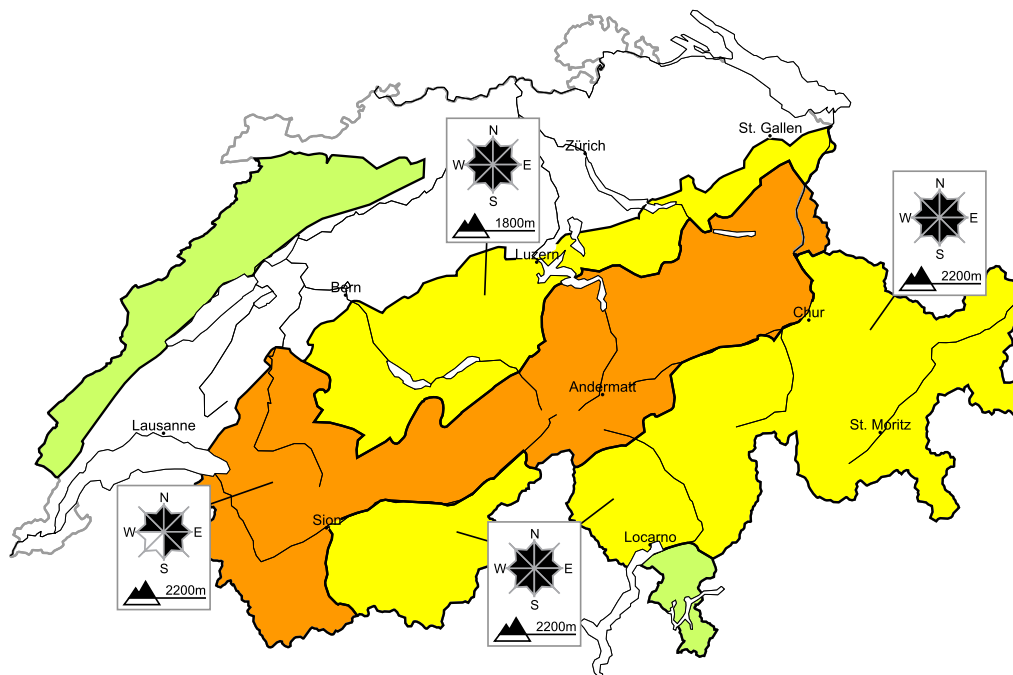 St. Gallen
N
W
E
S
1800m
Zürich
N
W
E
S
2200m
Luzern
Bern
Chur
Andermatt
Lausanne
St. Moritz
N
W
E
S
2200m
Sion
N
W
E
S
2200m
Locarno